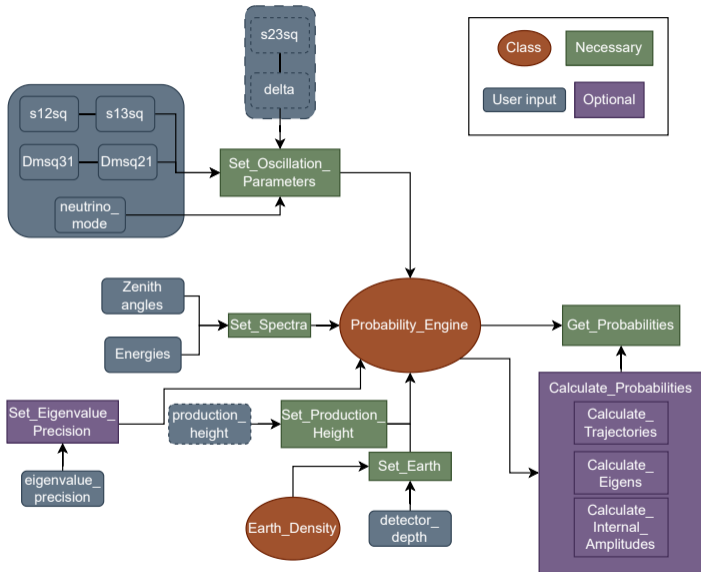 s23sq
delta
Class
Necessary
User input
Optional
s12sq
s13sq
Dmsq31
Dmsq21
neutrino_
mode
Set_Oscillation_
Parameters
Zenith
angles
Energies
Set_Spectra
Probability_Engine
Get_Probabilities
Set_Eigenvalue_
Precision
eigenvalue_
precision
production_
height
Set_Production_
Height
Set_Earth
Earth_Density
detector_
depth
Calculate_Probabilities
Calculate_
Trajectories
Calculate_
Eigens
Calculate_
Internal_
Amplitudes